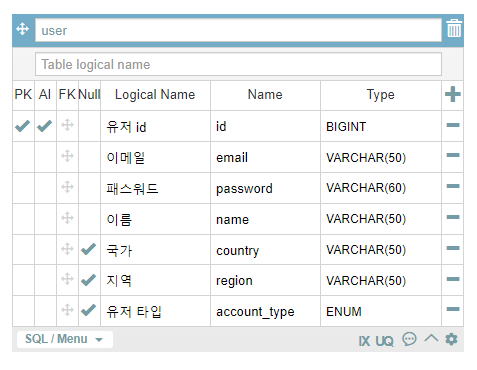 user
Table logical name
PK AI FK Null Logical Name Name Type
유저 id id BIGINT
이메일 email VARCHAR(50)
패스워드 password VARCHAR(60)
이름 name VARCHAR(50)
국가 country VARCHAR(50)
지역 region VARCHAR(50)
유저 타입 account_type ENUM
SQL / Menu IX UQ